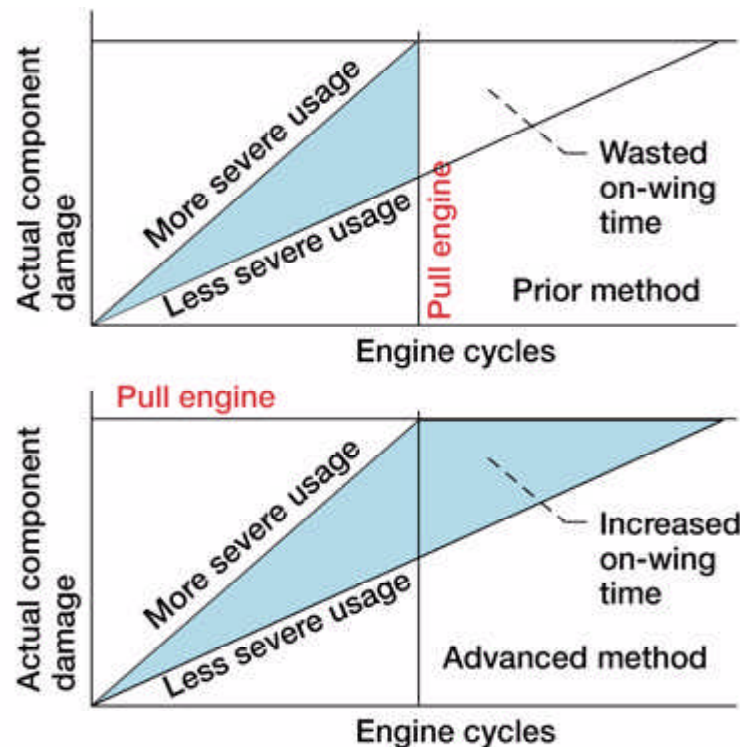 Actual component
damage
More severe usage
Less severe usage
Pull engine
Wasted
on-wing
time
Prior method
Engine cycles
Pull engine
Actual component
damage
More severe usage
Less severe usage
Increased
on-wing
time
Advanced method
Engine cycles